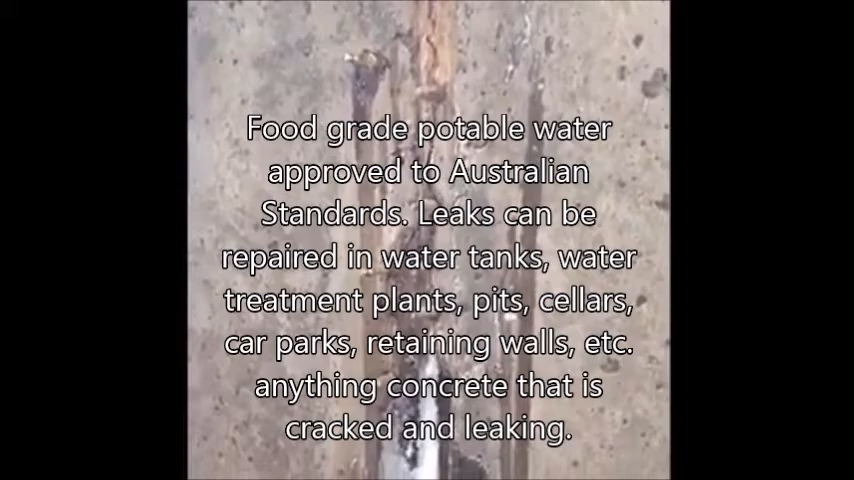 Food grade potable water
approved to Australian
Standards. Leaks can be
repaired in water tanks, water
treatment plants, pits, cellars,
car parks, retaining walls, etc.
anything concrete that is
cracked and leaking.